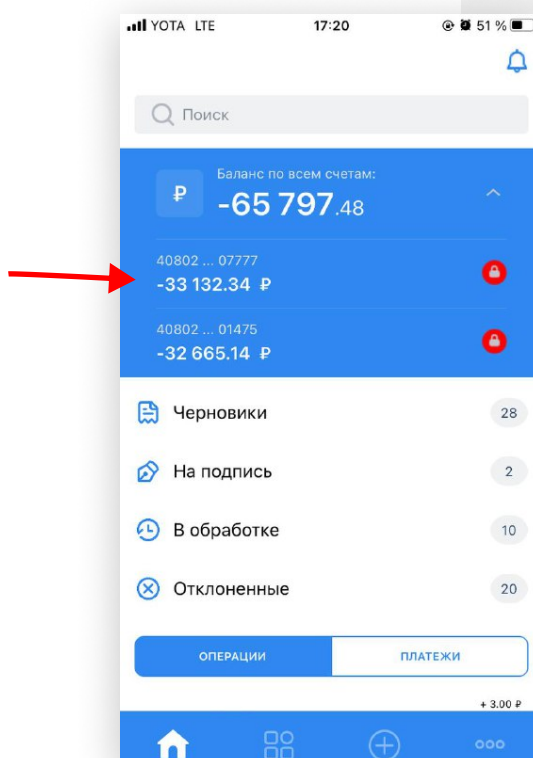 YOTA LTE 17:20 51 %
Поиск
Баланс по всем счетам:
₽ -65 797.48
40802 ... 07777
-33 132.34 ₽
40802 ... 01475
-32 665.14 ₽
Черновики 28
На подпись 2
В обработке 10
Отклоненные 20
ОПЕРАЦИИ ПЛАТЕЖИ
+ 3.00 ₽